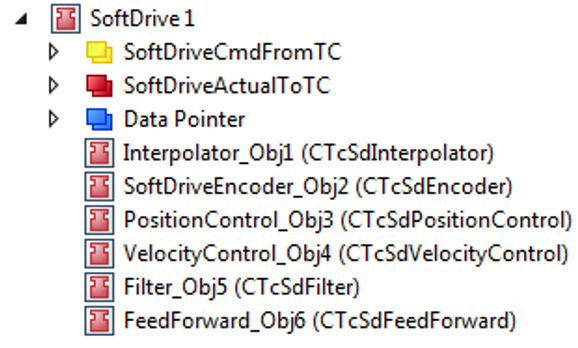 SoftDrive 1
SoftDriveCmdFromTC
SoftDriveActualToTC
Data Pointer
Interpolator_Obj1 (CTcSdInterpolator)
SoftDriveEncoder_Obj2 (CTcSdEncoder)
PositionControl_Obj3 (CTcSdPositionControl)
VelocityControl_Obj4 (CTcSdVelocityControl)
Filter_Obj5 (CTcSdFilter)
FeedForward_Obj6 (CTcSdFeedForward)